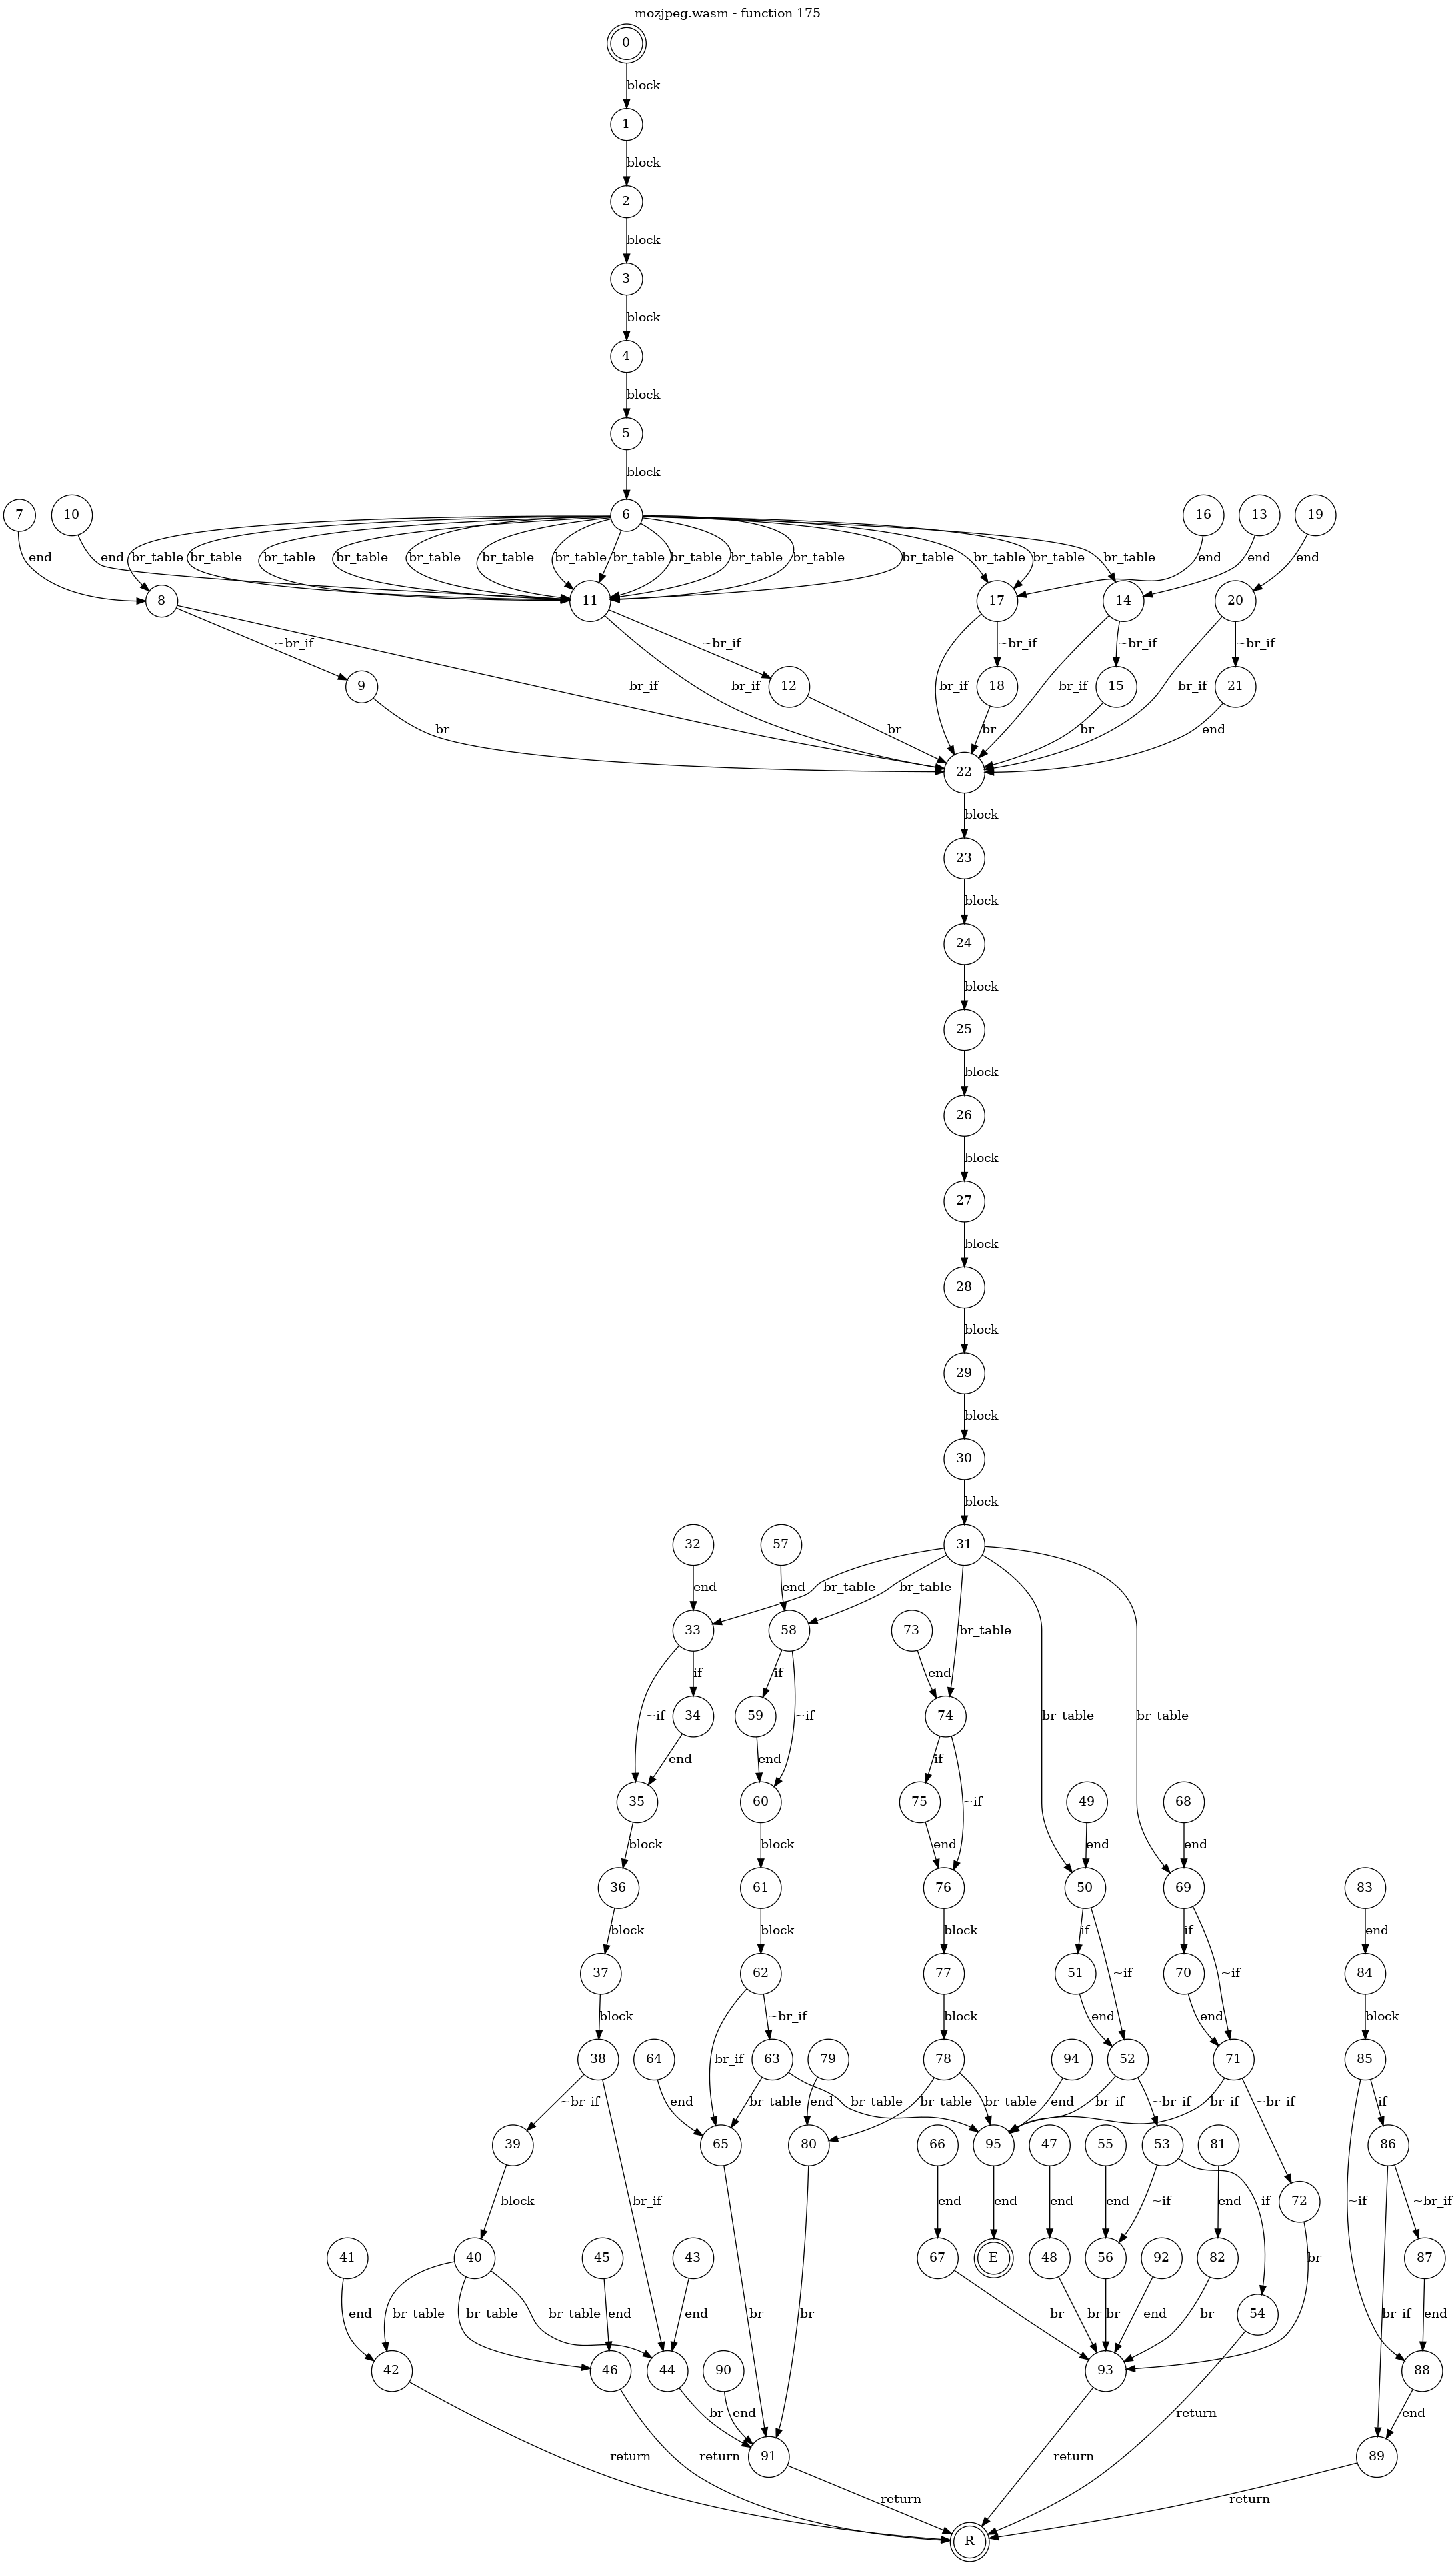 mozjpeg.wasm - function 175
0
block
1
block
2
block
3
block
4
block
5
block
7 10 6 16 13 19
end end br_table br_table br_table br_table br_table br_table br_table br_table br_table br_table br_table br_table br_table br_table br_table end end end
8 11 17 14 20
~br_if ~br_if ~br_if ~br_if ~br_if
9 br_if br_if 12 br_if 18 br_if 15 br_if 21
br br br br end
22
block
23
block
24
block
25
block
26
block
27
block
28
block
29
block
30
block
32 57 31
end end br_table br_table
33 58 73 br_table
if if end
~if 34 59 ~if 74 br_table br_table
end end if
35 60 75 ~if 49 68
block block end end end
36 61 76 50 69 83
block block block if if end
37 62 77 51 ~if 70 ~if 84
block ~br_if block end end block
38 64 br_if 63 79 78 94 52 71 85
~br_if end br_table end br_table br_table br_table end br_if ~br_if br_if ~br_if if
39 65 80 66 95 47 55 53 81 86
block br_if end end end end ~if end if 72 ~if ~br_if
41 40 45 43 67 E 48 56 92 82 br 87
end br_table br_table br_table end end br br br br br end br 54 br_if end
42 46 44 90 93 88
br end return end
return return 91 return 89
return return
R